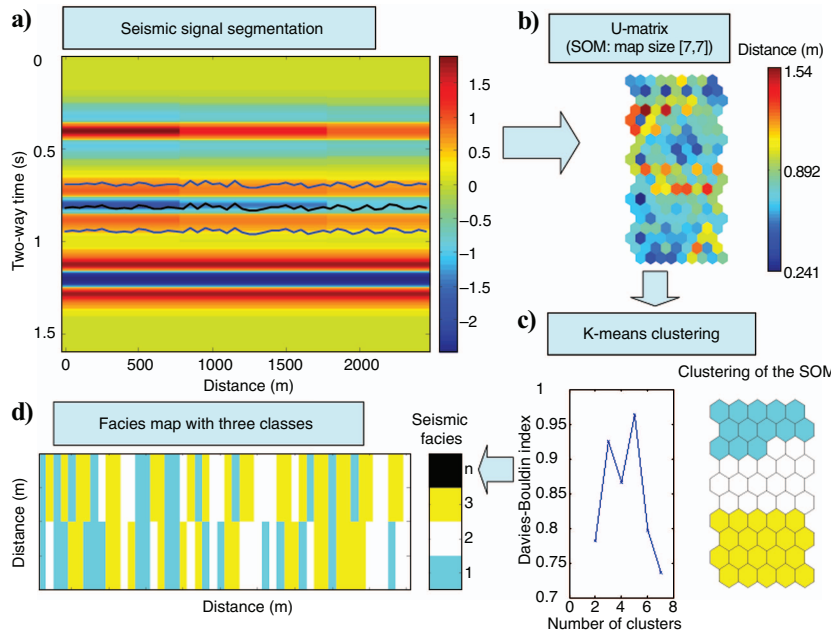 a)
Seismic signal segmentation
0
0.5
1
1.5
Two-way time (s)
0
500
1000
1500
2000
Distance (m)
1.5
1
0.5
0
−0.5
−1
−1.5
−2
b)
U-matrix
(SOM: map size [7,7])
Distance (m)
1.54
0.892
0.241
c)
K-means clustering
Clustering of the SOM
1
0.95
0.9
0.85
0.8
0.75
0.7
Davies-Bouldin index
0
2
4
6
8
Number of clusters
d)
Facies map with three classes
Seismic
facies
n
3
2
1
Distance (m)
Distance (m)